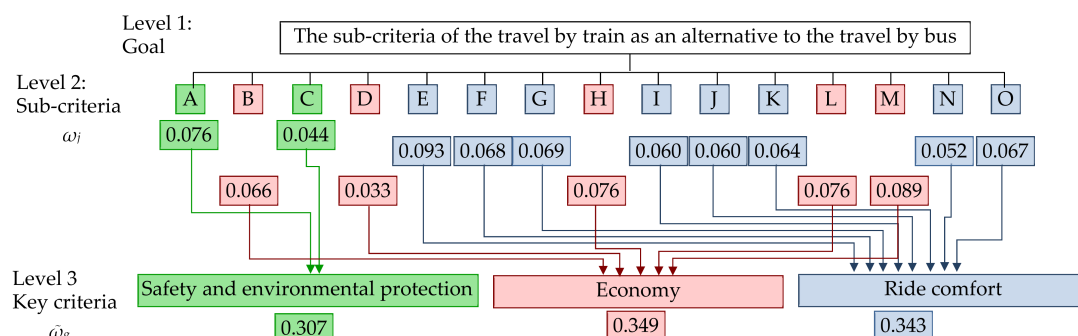 Level 1:
Goal
The sub-criteria of the travel by train as an alternative to the travel by bus
Level 2:
Sub-criteria
ωj
A B C D E F G H I J K L M N O
0.076 0.044
0.093 0.068 0.069 0.060 0.060 0.064 0.052 0.067
0.066 0.033 0.076 0.076 0.089
Level 3
Key criteria
ω̃e
Safety and environmental protection Economy Ride comfort
0.307 0.349 0.343